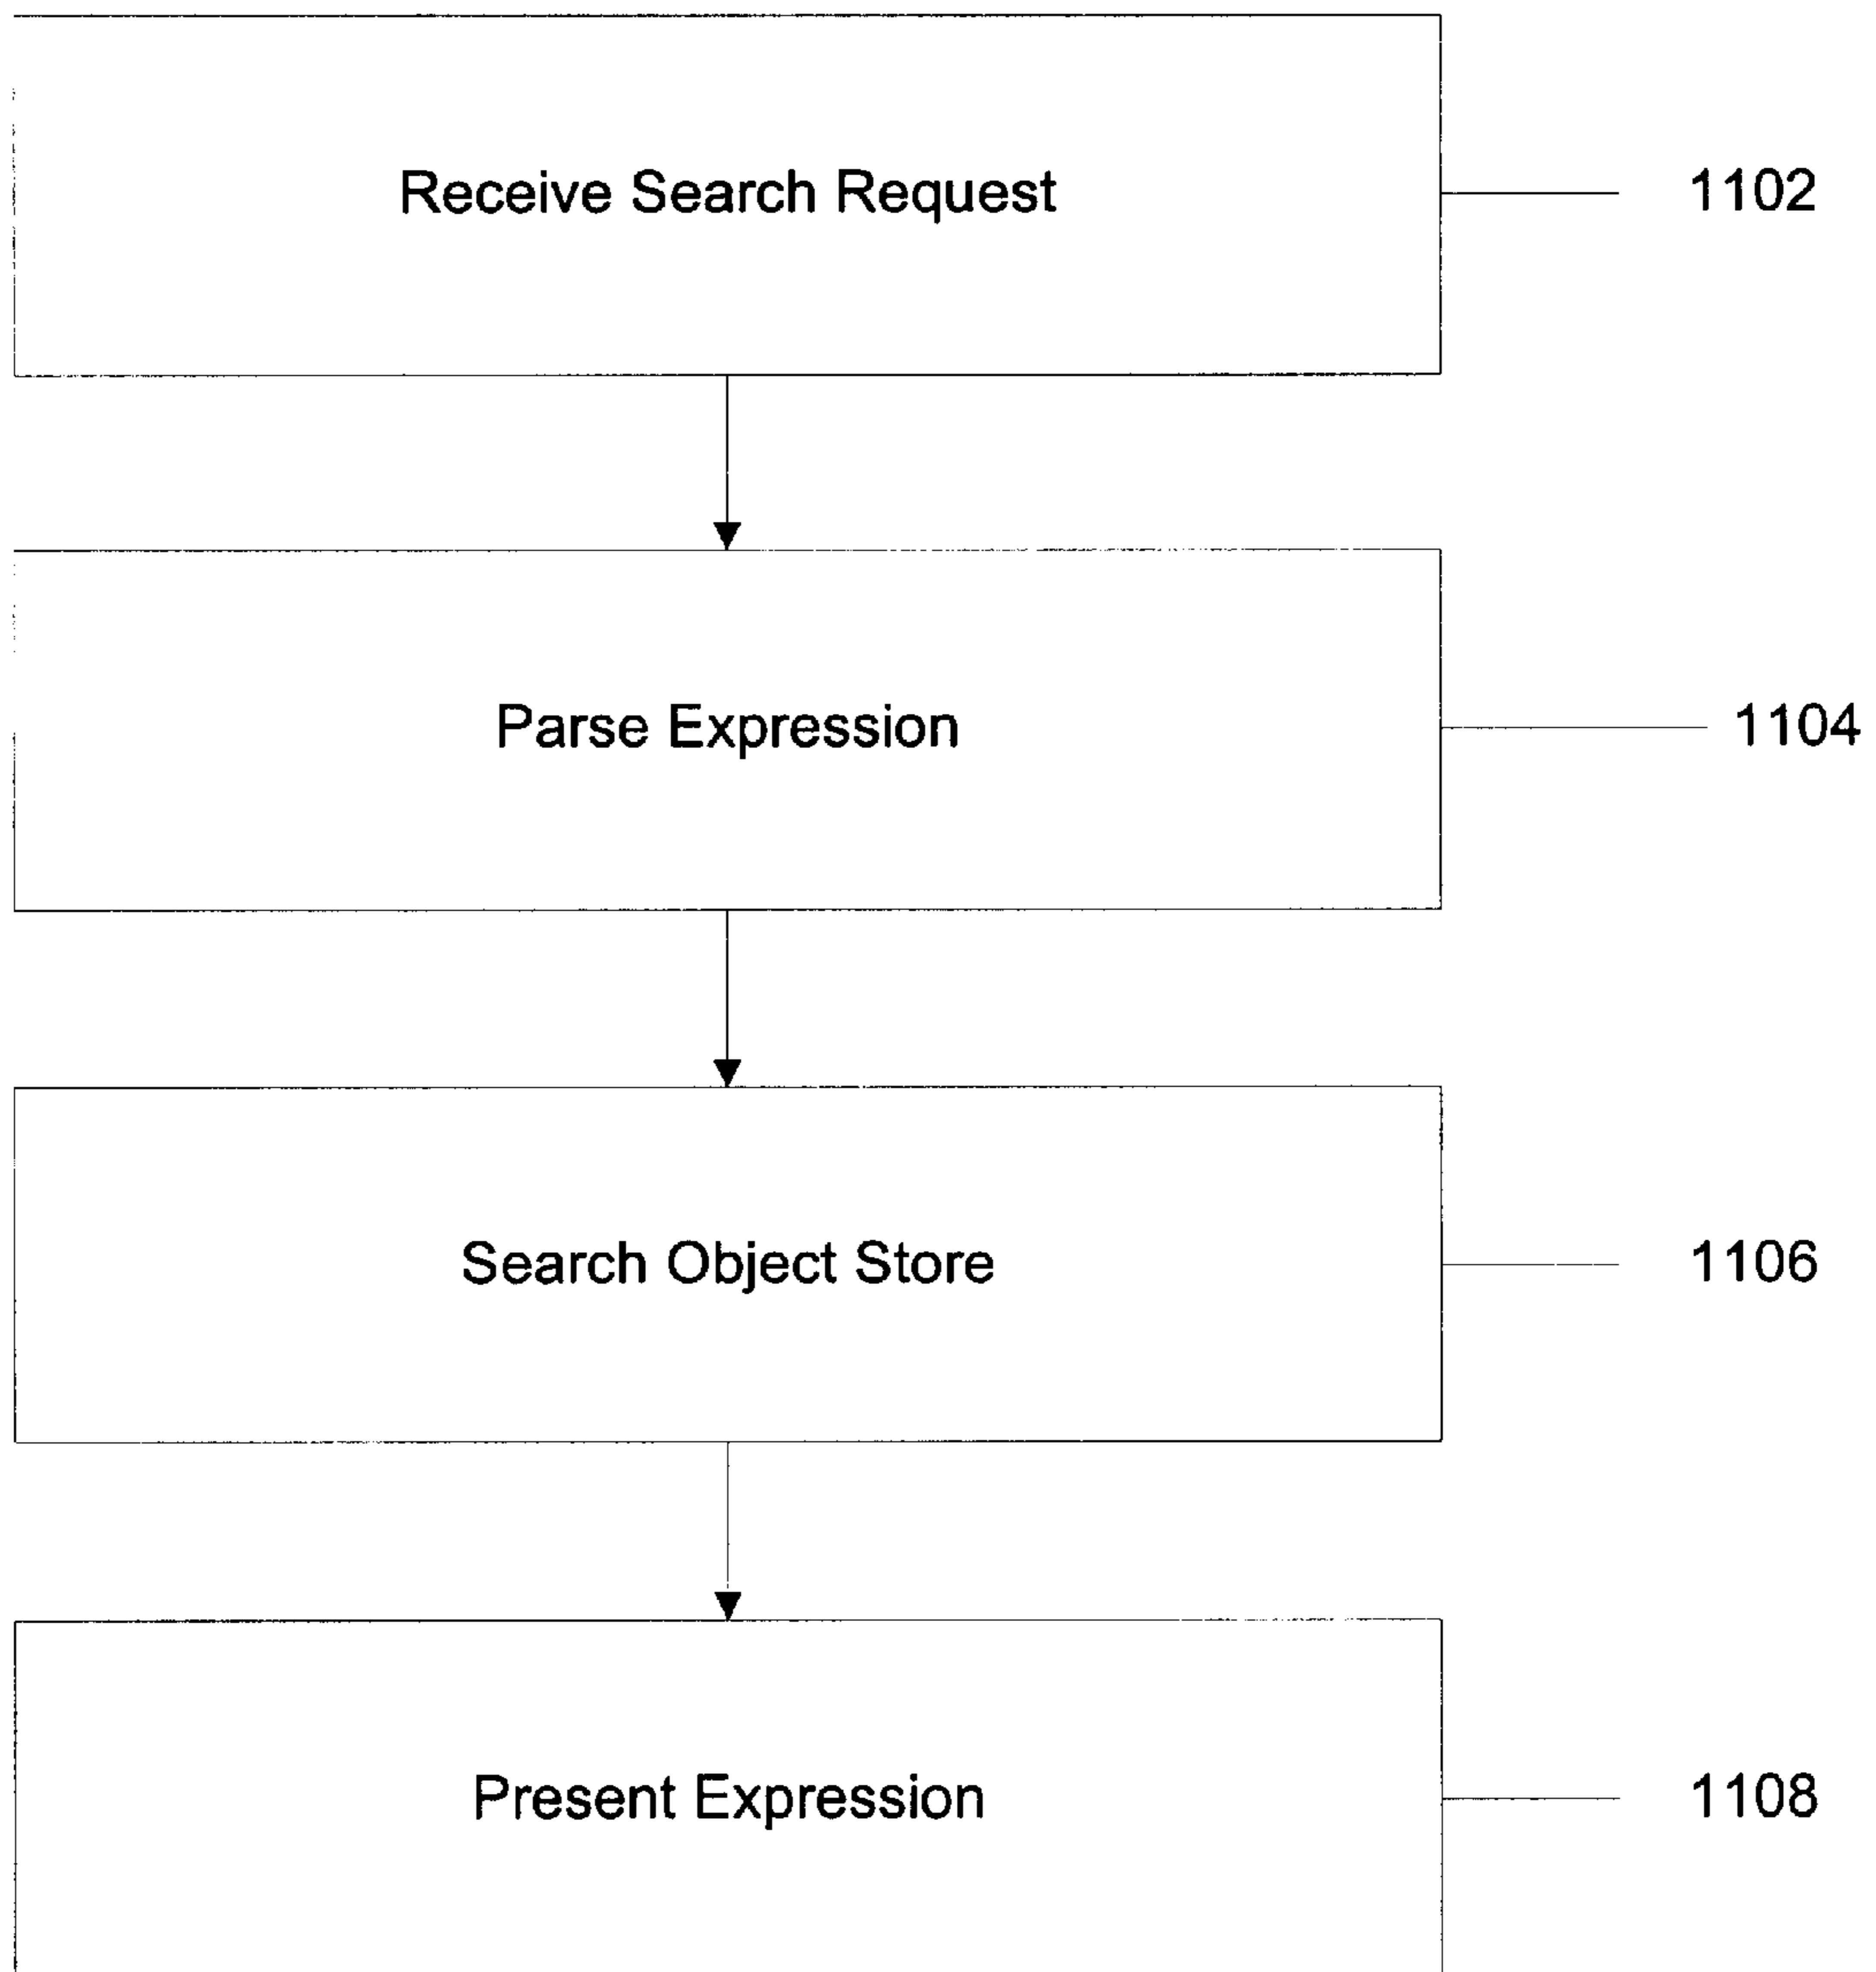 Receive Search Request
1102
Parse Expression
1104
Search Object Store
1106
Present Expression
1108